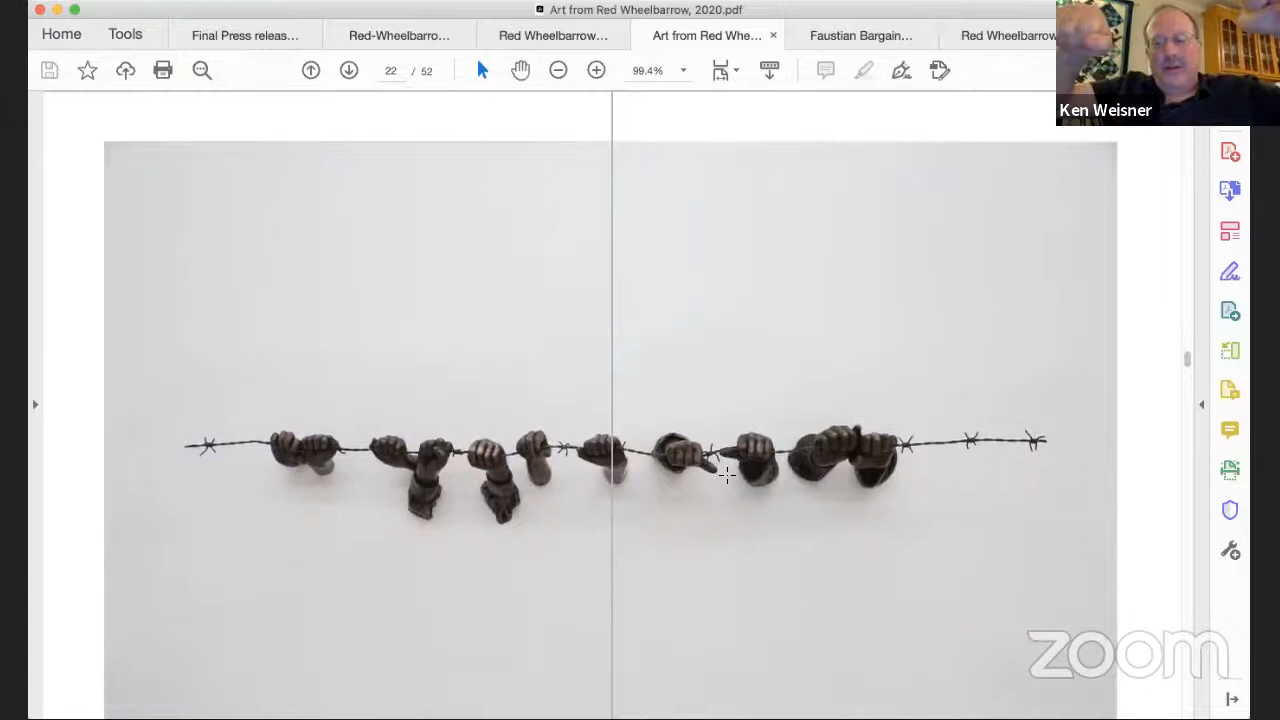 Art from Red Wheelbarrow, 2020.pdf
Home Tools Final Press releas... Red-Wheelbarro... Red Wheelbarrow... Art from Red Whe... × Faustian Bargain... Red Wheelbarrow
22 / 52 99.4%
Ken Weisner
zoom